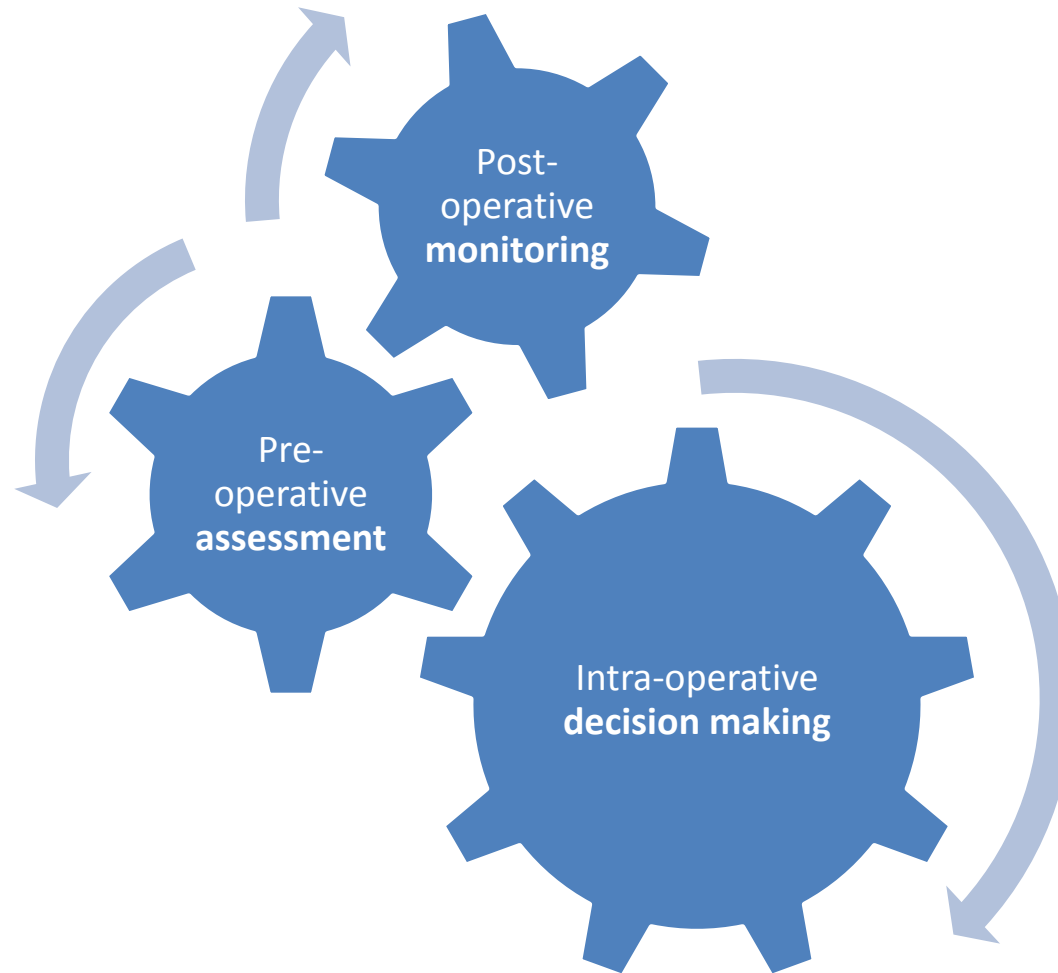 Post-
operative
monitoring
Pre-
operative
assessment
Intra-operative
decision making